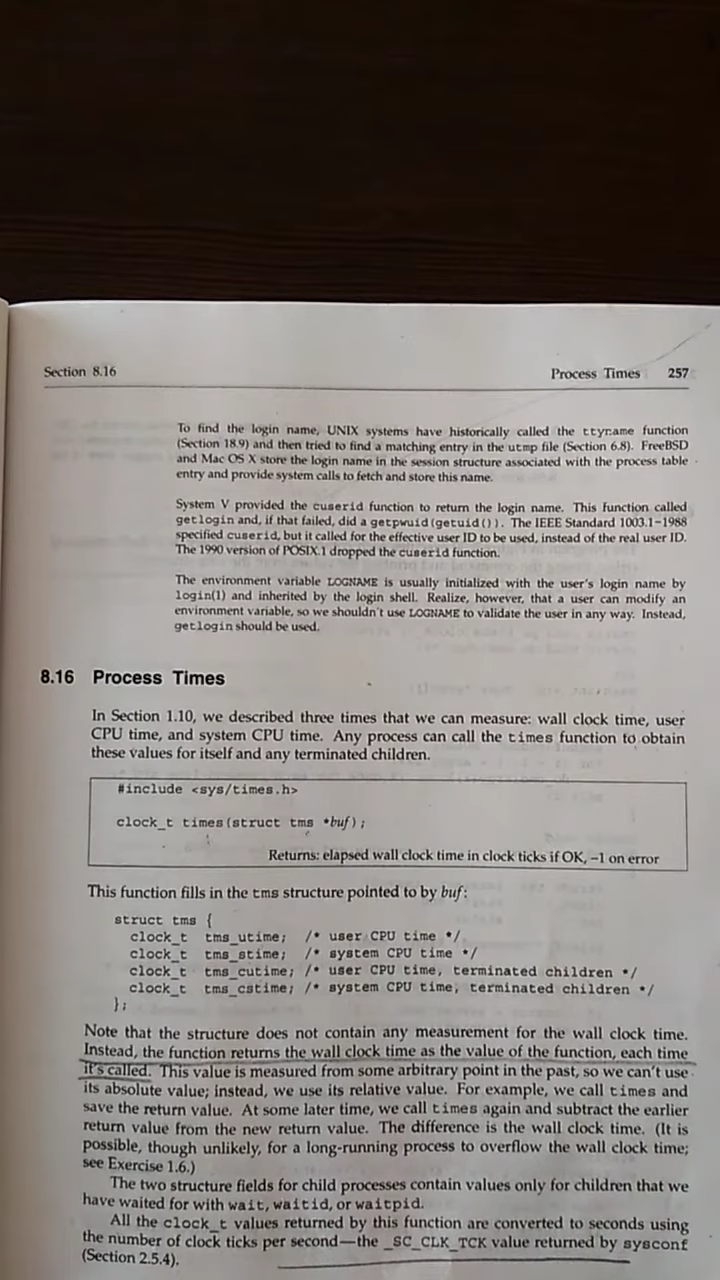 Section 8.16
Process Times 257
To find the login name, UNIX systems have historically called the ttyname function
(Section 18.9) and then tried to find a matching entry in the utmp file (Section 6.8). FreeBSD
and Mac OS X store the login name in the session structure associated with the process table
entry and provide system calls to fetch and store this name.
System V provided the cuserid function to return the login name. This function called
getlogin and, if that failed, did a getpwuid(getuid()). The IEEE Standard 1003.1-1988
specified cuserid, but it called for the effective user ID to be used, instead of the real user ID.
The 1990 version of POSIX.1 dropped the cuserid function.
The environment variable LOGNAME is usually initialized with the user's login name by
login(1) and inherited by the login shell. Realize, however, that a user can modify an
environment variable, so we shouldn't use LOGNAME to validate the user in any way. Instead,
getlogin should be used.
8.16 Process Times
In Section 1.10, we described three times that we can measure: wall clock time, user
CPU time, and system CPU time. Any process can call the times function to obtain
these values for itself and any terminated children.
#include <sys/times.h>
clock_t times(struct tms *buf);
Returns: elapsed wall clock time in clock ticks if OK, −1 on error
This function fills in the tms structure pointed to by buf:
struct tms {
clock_t tms_utime; /* user CPU time */
clock_t tms_stime; /* system CPU time */
clock_t tms_cutime; /* user CPU time, terminated children */
clock_t tms_cstime; /* system CPU time, terminated children */
};
Note that the structure does not contain any measurement for the wall clock time.
Instead, the function returns the wall clock time as the value of the function, each time
it's called. This value is measured from some arbitrary point in the past, so we can't use
its absolute value; instead, we use its relative value. For example, we call times and
save the return value. At some later time, we call times again and subtract the earlier
return value from the new return value. The difference is the wall clock time. (It is
possible, though unlikely, for a long-running process to overflow the wall clock time;
see Exercise 1.6.)
The two structure fields for child processes contain values only for children that we
have waited for with wait, waitid, or waitpid.
All the clock_t values returned by this function are converted to seconds using
the number of clock ticks per second—the _SC_CLK_TCK value returned by sysconf
(Section 2.5.4).